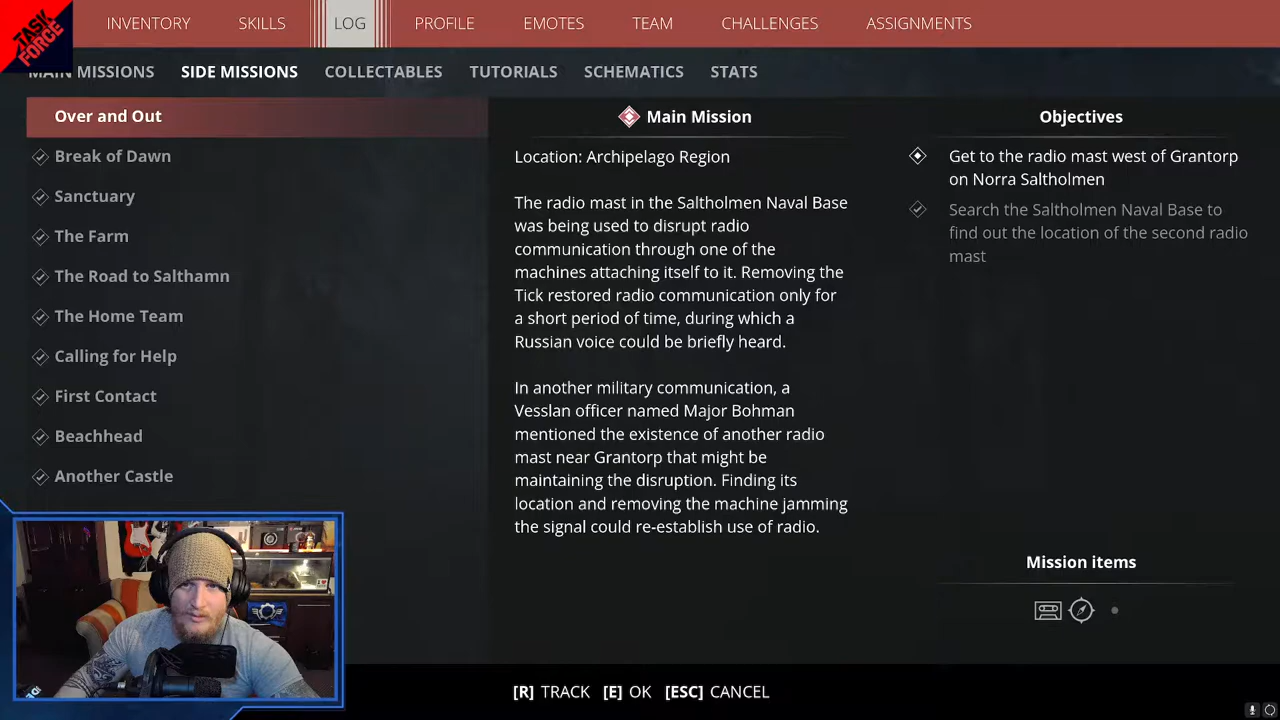 TASK
FORCE
INVENTORY SKILLS LOG PROFILE EMOTES TEAM CHALLENGES ASSIGNMENTS
MAIN MISSIONS SIDE MISSIONS COLLECTABLES TUTORIALS SCHEMATICS STATS
Over and Out
Break of Dawn
Sanctuary
The Farm
The Road to Salthamn
The Home Team
Calling for Help
First Contact
Beachhead
Another Castle
Main Mission
Location: Archipelago Region
The radio mast in the Saltholmen Naval Base
was being used to disrupt radio
communication through one of the
machines attaching itself to it. Removing the
Tick restored radio communication only for
a short period of time, during which a
Russian voice could be briefly heard.
In another military communication, a
Vesslan officer named Major Bohman
mentioned the existence of another radio
mast near Grantorp that might be
maintaining the disruption. Finding its
location and removing the machine jamming
the signal could re-establish use of radio.
Objectives
Get to the radio mast west of Grantorp
on Norra Saltholmen
Search the Saltholmen Naval Base to
find out the location of the second radio
mast
Mission items
[R] TRACK [E] OK [ESC] CANCEL